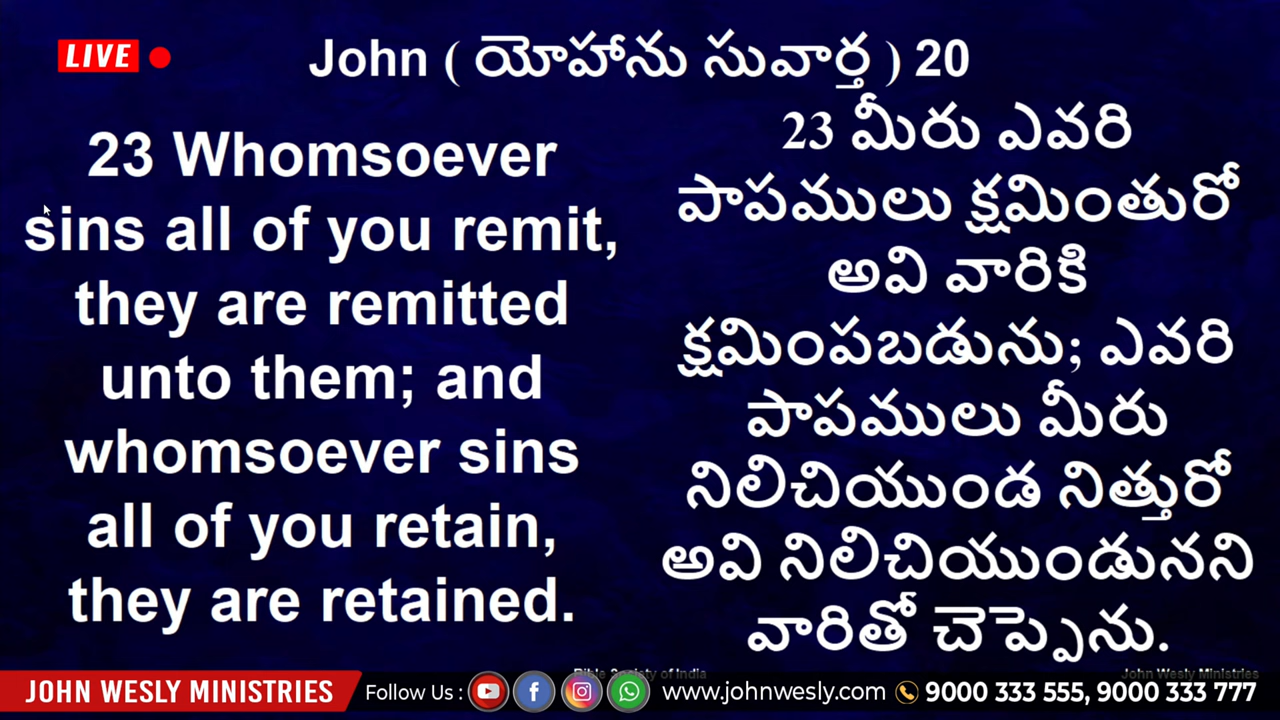 LIVE
John ( యోహాను సువార్త ) 20
23 Whomsoever
sins all of you remit,
they are remitted
unto them; and
whomsoever sins
all of you retain,
they are retained.
23 మీరు ఎవరి
పాపములు క్షమింతురో
అవి వారికి
క్షమింపబడును; ఎవరి
పాపములు మీరు
నిలిచియుండ నిత్తురో
అవి నిలిచియుండునని
వారితో చెప్పెను.
Bible Society of India
John Wesly Ministries
JOHN WESLY MINISTRIES
Follow Us :
www.johnwesly.com
9000 333 555, 9000 333 777